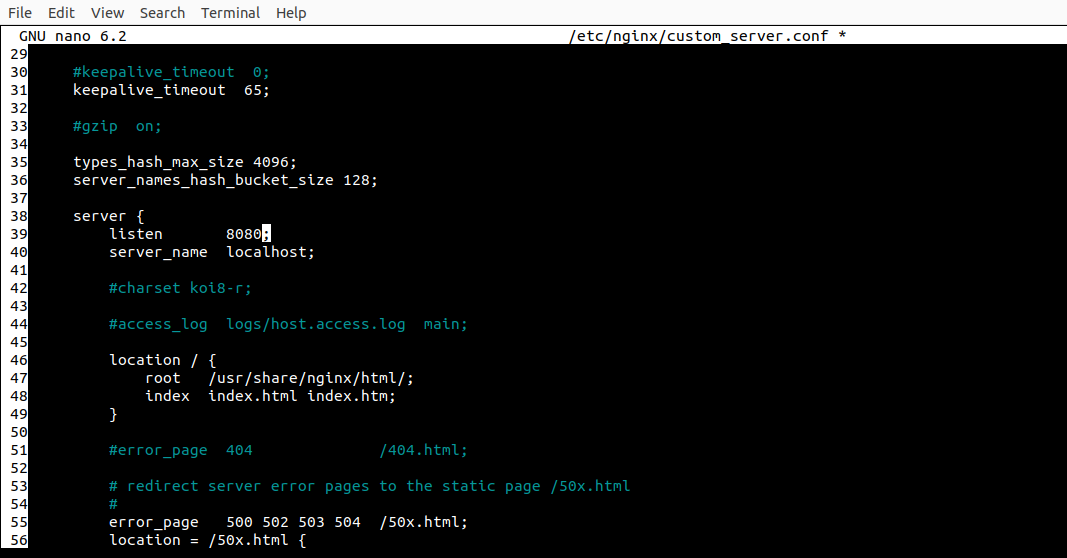 File Edit View Search Terminal Help
GNU nano 6.2 /etc/nginx/custom_server.conf *
29
30     #keepalive_timeout  0;
31     keepalive_timeout  65;
32
33     #gzip  on;
34
35     types_hash_max_size 4096;
36     server_names_hash_bucket_size 128;
37
38     server {
39         listen       8080;
40         server_name  localhost;
41
42         #charset koi8-r;
43
44         #access_log  logs/host.access.log  main;
45
46         location / {
47             root   /usr/share/nginx/html/;
48             index  index.html index.htm;
49         }
50
51         #error_page  404              /404.html;
52
53         # redirect server error pages to the static page /50x.html
54         #
55         error_page   500 502 503 504  /50x.html;
56         location = /50x.html {